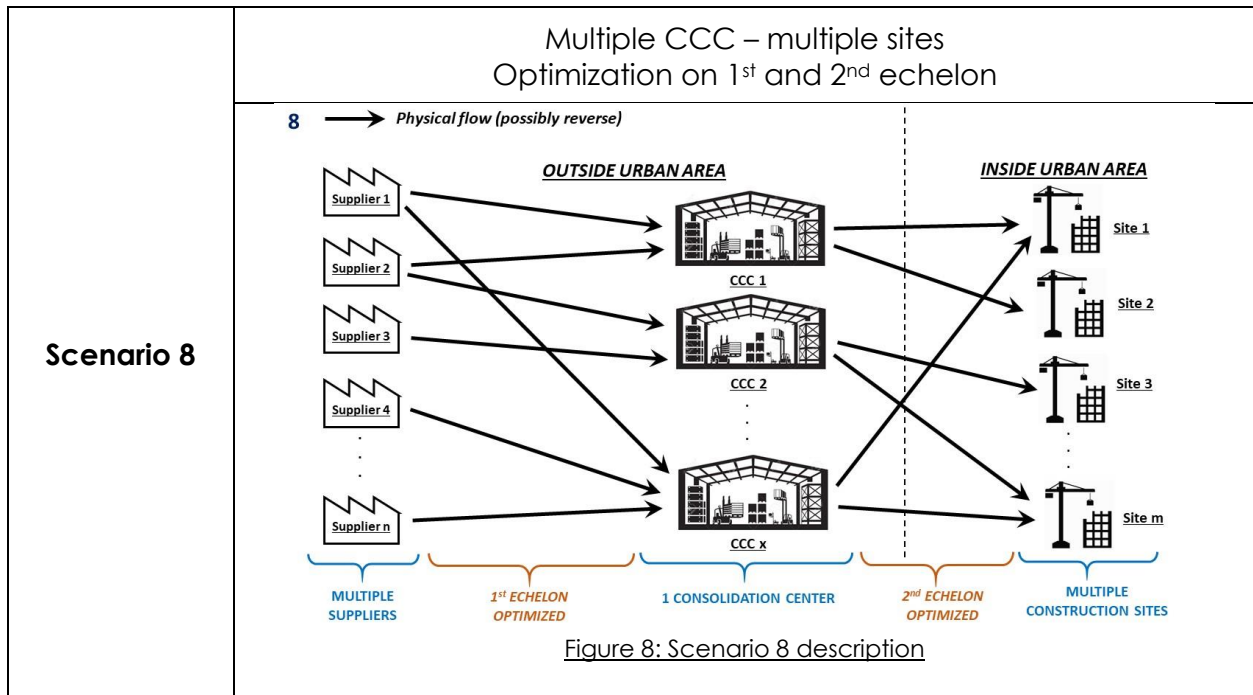 Scenario 8
Multiple CCC – multiple sites
Optimization on 1st and 2nd echelon
8 Physical flow (possibly reverse)
OUTSIDE URBAN AREA
INSIDE URBAN AREA
Supplier 1
Supplier 2
Supplier 3
Supplier 4
.
.
.
Supplier n
CCC 1
CCC 2
.
.
.
CCC x
Site 1
Site 2
Site 3
.
.
.
Site m
MULTIPLE
SUPPLIERS
1st ECHELON
OPTIMIZED
1 CONSOLIDATION CENTER
2nd ECHELON
OPTIMIZED
MULTIPLE
CONSTRUCTION SITES
Figure 8: Scenario 8 description